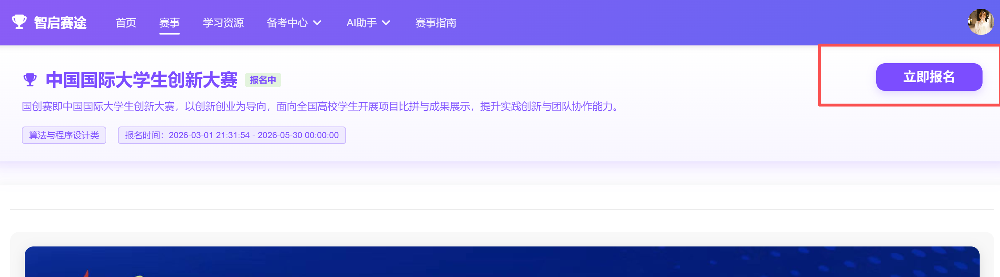 智启赛途 首页 赛事 学习资源 备考中心 AI助手 赛事指南
中国国际大学生创新大赛 报名中 立即报名
国创赛即中国国际大学生创新大赛，以创新创业为导向，面向全国高校学生开展项目比拼与成果展示，提升实践创新与团队协作能力。
算法与程序设计类 报名时间：2026-03-01 21:31:54 - 2026-05-30 00:00:00